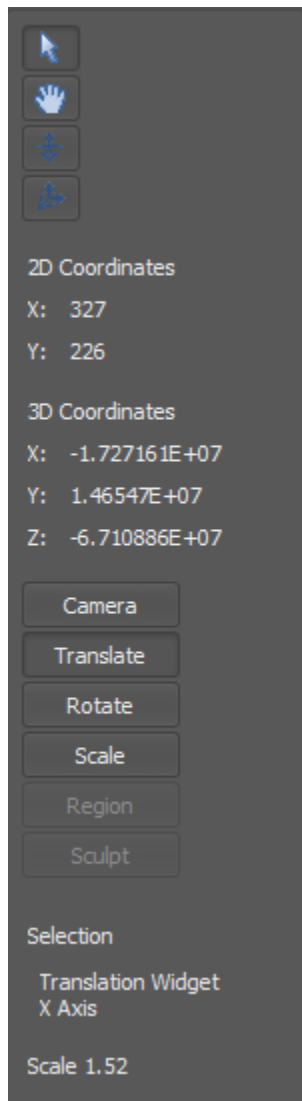 2D Coordinates
X: 327
Y: 226
3D Coordinates
X: -1.727161E+07
Y: 1.46547E+07
Z: -6.710886E+07
Camera
Translate
Rotate
Scale
Region
Sculpt
Selection
Translation Widget
X Axis
Scale 1.52